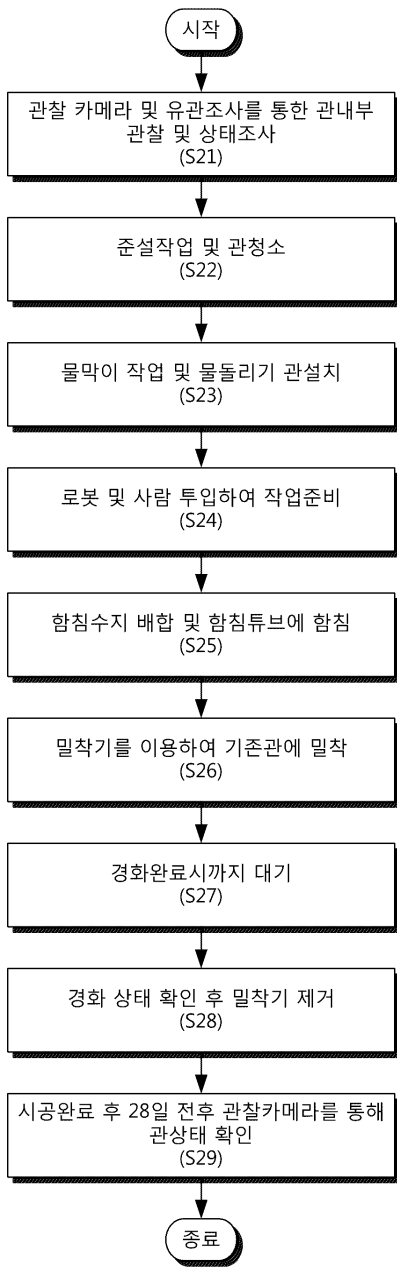 시작
관찰 카메라 및 유관조사를 통한 관내부
관찰 및 상태조사
(S21)
준설작업 및 관청소
(S22)
물막이 작업 및 물돌리기 관설치
(S23)
로봇 및 사람 투입하여 작업준비
(S24)
함침수지 배합 및 함침튜브에 함침
(S25)
밀착기를 이용하여 기존관에 밀착
(S26)
경화완료시까지 대기
(S27)
경화 상태 확인 후 밀착기 제거
(S28)
시공완료 후 28일 전후 관찰카메라를 통해
관상태 확인
(S29)
종료